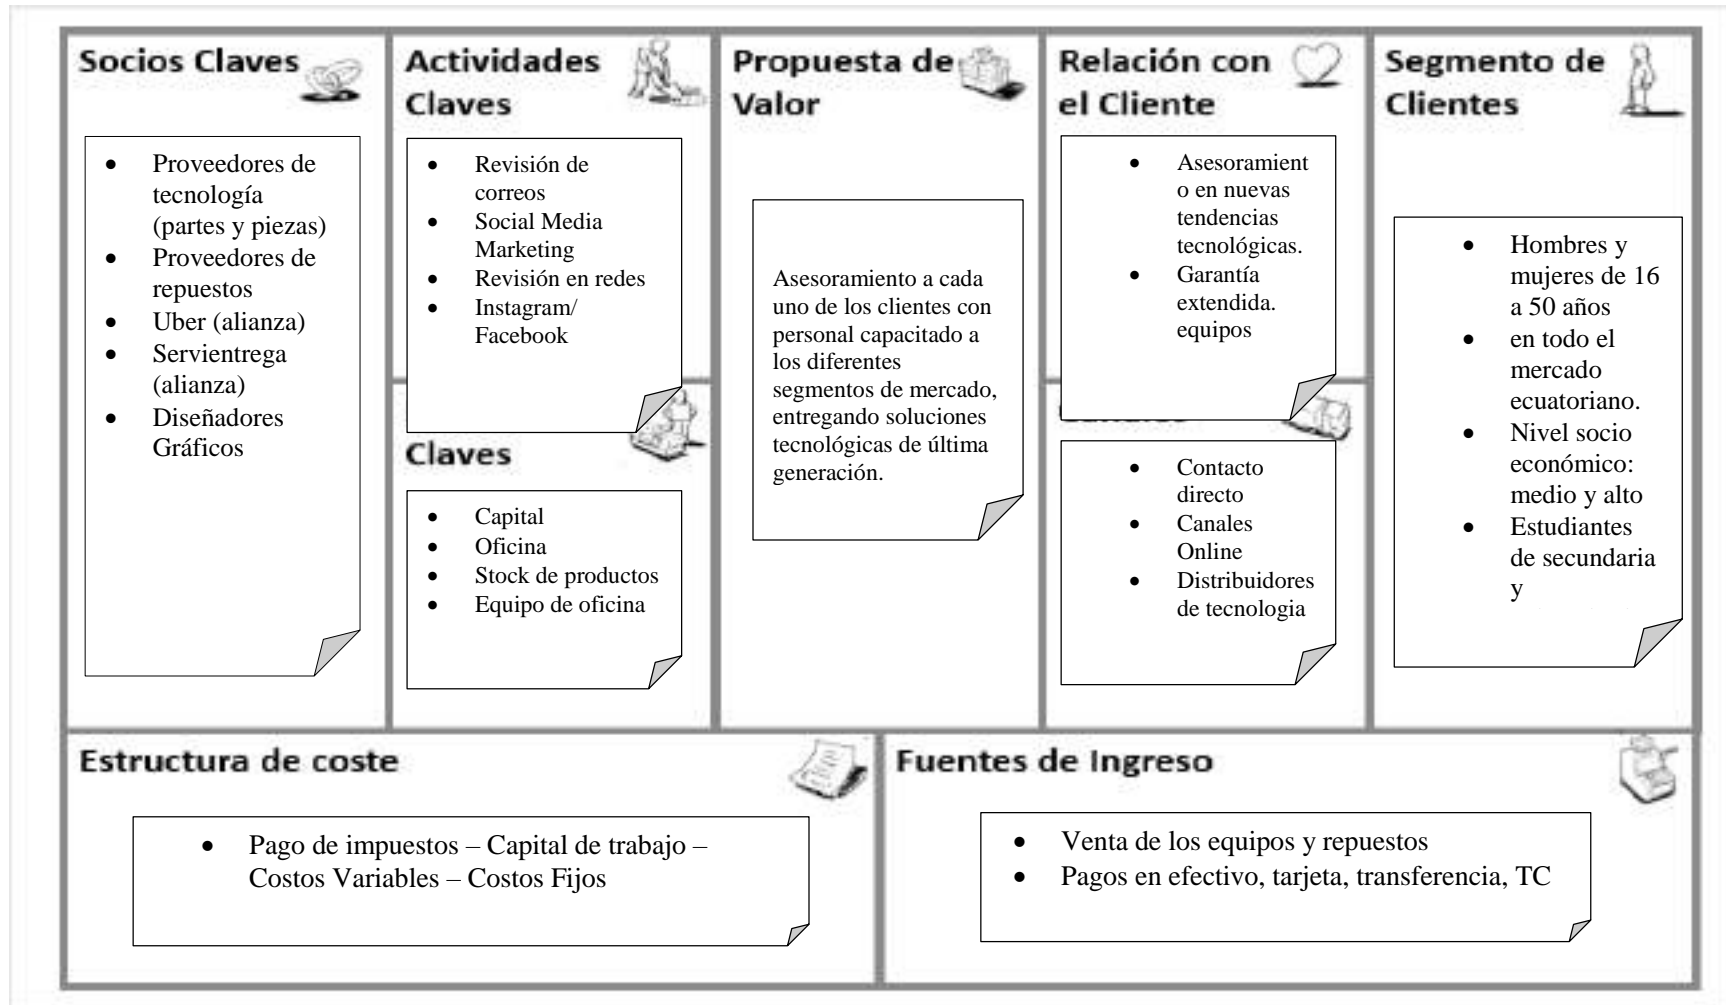 Socios Claves
• Proveedores de
tecnología
(partes y piezas)
• Proveedores de
repuestos
• Uber (alianza)
• Servientrega
(alianza)
• Diseñadores
Gráficos
Actividades
Claves
• Revisión de
correos
• Social Media
Marketing
• Revisión en redes
• Instagram/
Facebook
Claves
• Capital
• Oficina
• Stock de productos
• Equipo de oficina
Propuesta de
Valor
Asesoramiento a cada
uno de los clientes con
personal capacitado a
los diferentes
segmentos de mercado,
entregando soluciones
tecnológicas de última
generación.
Relación con
el Cliente
• Asesoramient
o en nuevas
tendencias
tecnológicas.
• Garantía
extendida.
equipos
• Contacto
directo
• Canales
Online
• Distribuidores
de tecnologia
Segmento de
Clientes
• Hombres y
mujeres de 16
a 50 años
• en todo el
mercado
ecuatoriano.
• Nivel socio
económico:
medio y alto
• Estudiantes
de secundaria
y
Estructura de coste
• Pago de impuestos – Capital de trabajo –
Costos Variables – Costos Fijos
Fuentes de Ingreso
• Venta de los equipos y repuestos
• Pagos en efectivo, tarjeta, transferencia, TC